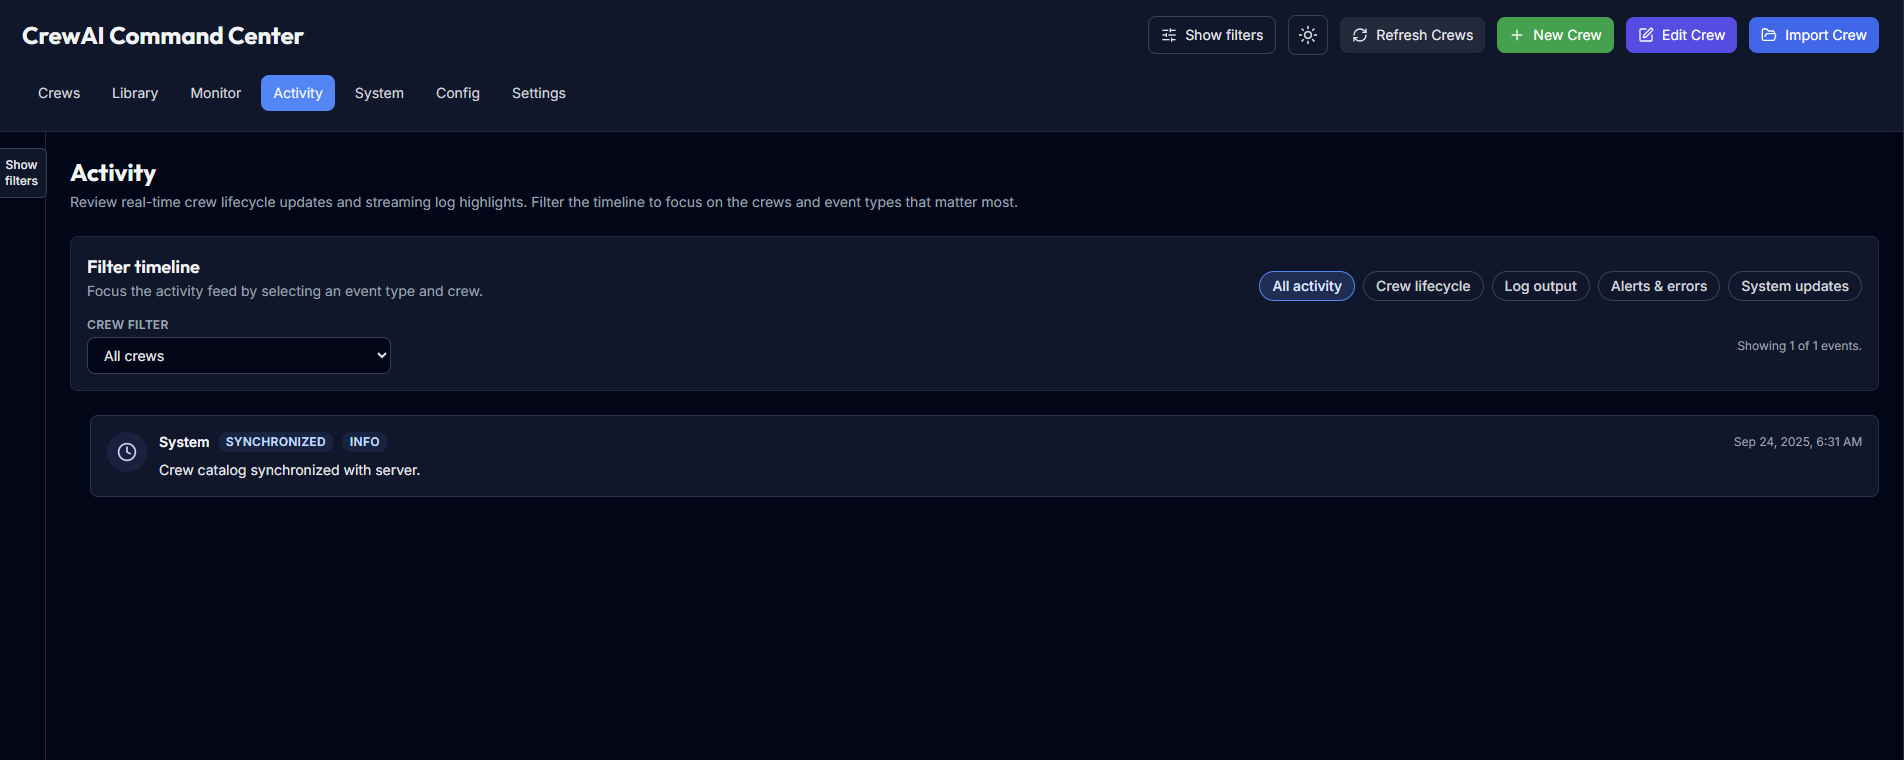 CrewAI Command Center
Show filters
Refresh Crews
New Crew
Edit Crew
Import Crew
Crews
Library
Monitor
Activity
System
Config
Settings
Show
filters
Activity
Review real-time crew lifecycle updates and streaming log highlights. Filter the timeline to focus on the crews and event types that matter most.
Filter timeline
Focus the activity feed by selecting an event type and crew.
All activity
Crew lifecycle
Log output
Alerts & errors
System updates
CREW FILTER
All crews
Showing 1 of 1 events.
System SYNCHRONIZED INFO
Sep 24, 2025, 6:31 AM
Crew catalog synchronized with server.